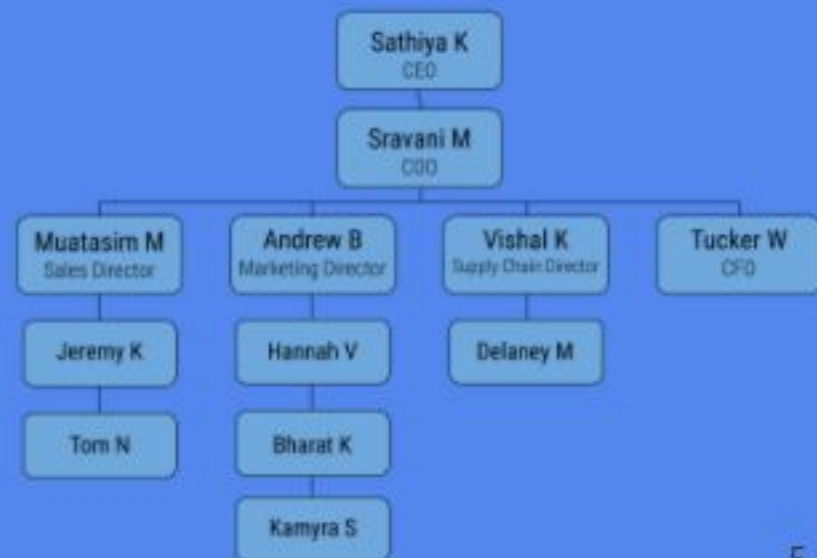 Sathiya K
CEO
Sravani M
COO
Muatasim M
Sales Director
Andrew B
Marketing Director
Vishal K
Supply Chain Director
Tucker W
CFO
Jeremy K
Hannah V
Delaney M
Tom N
Bharat K
Kamyra S